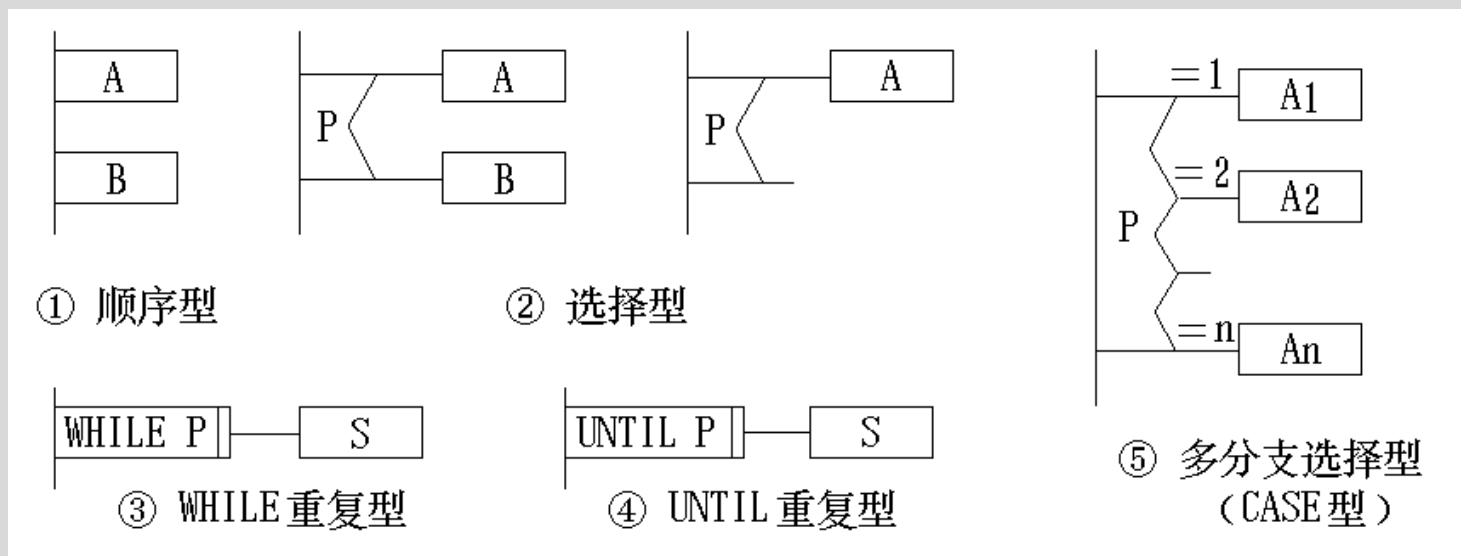 A
B
① 顺序型
P
A
B
P
A
② 选择型
WHILE P
S
③ WHILE重复型
UNTIL P
S
④ UNTIL重复型
P
=1
A1
=2
A2
=n
An
⑤ 多分支选择型
(CASE型)